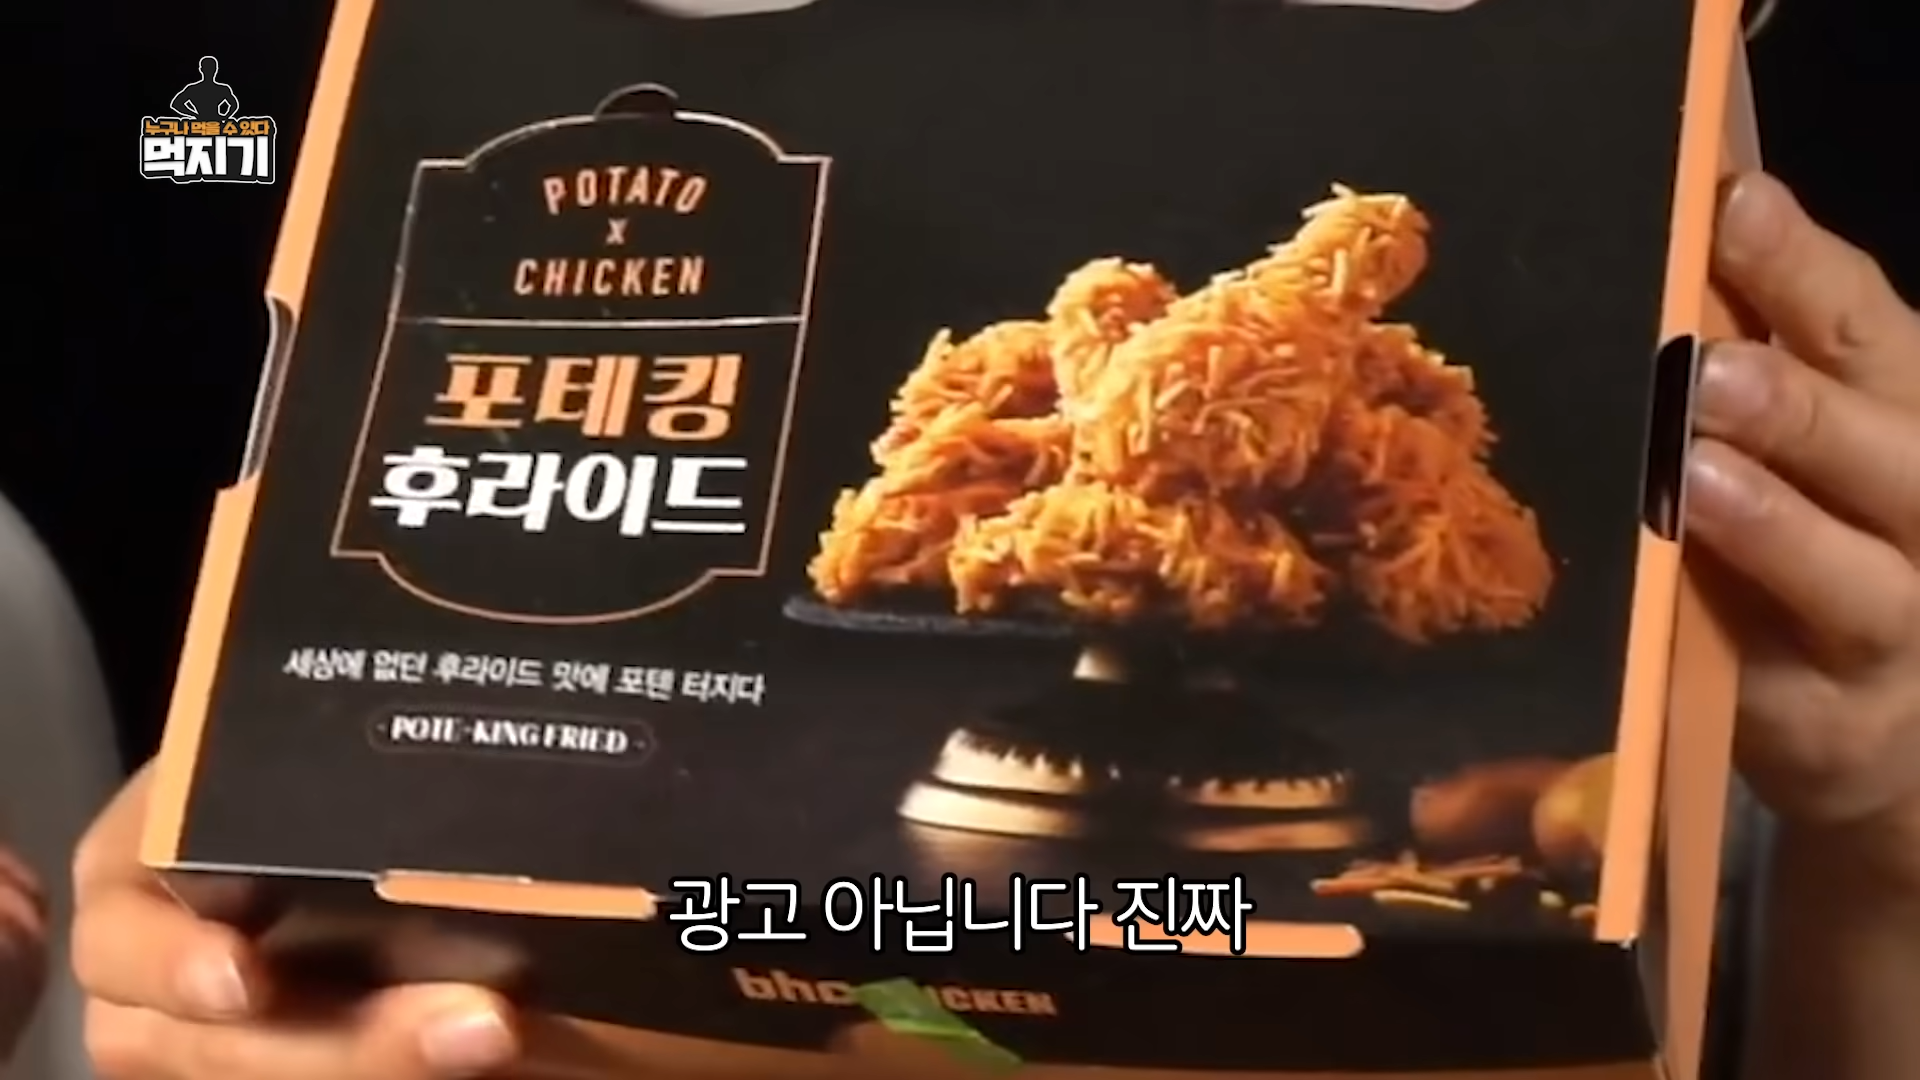 누구나 먹을 수 있다
먹지기
POTATO
x
CHICKEN
포테킹
후라이드
세상에 없던 후라이드 맛에 포텐 터지다
POTE-KING FRIED
광고 아닙니다 진짜
bhc